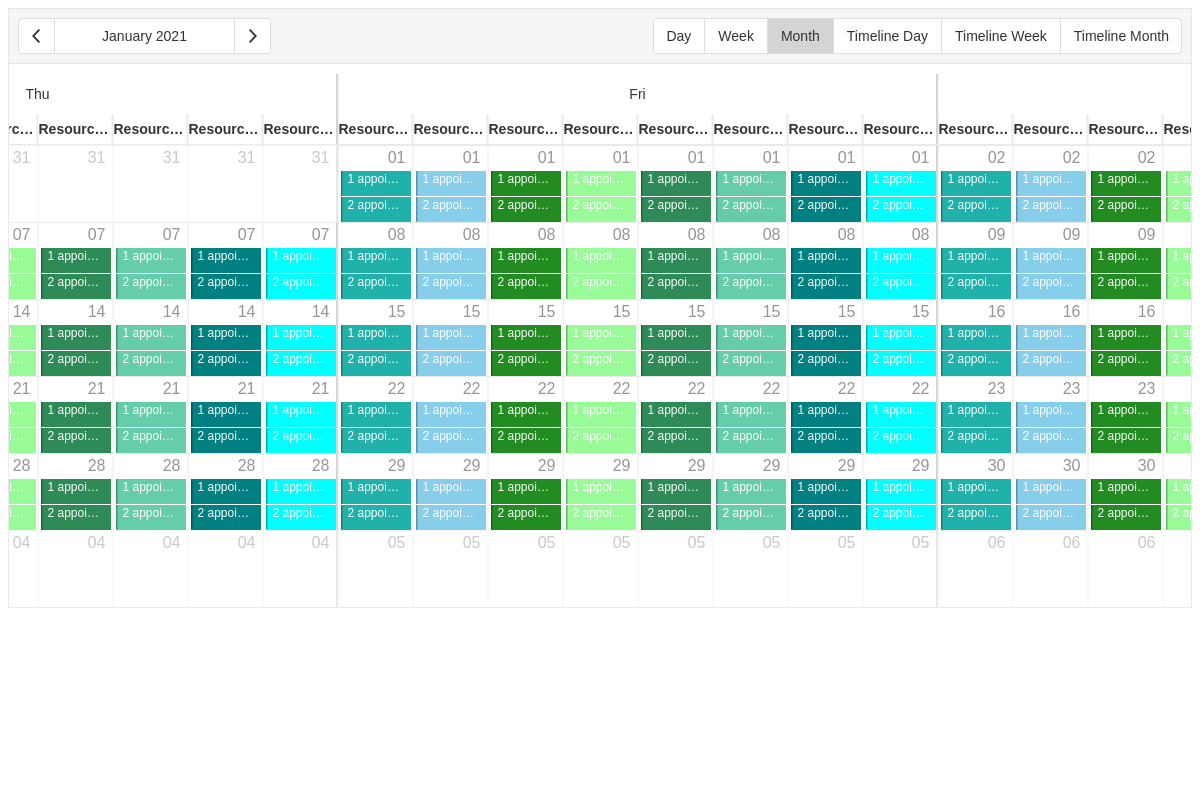 January 2021 Day Week Month Timeline Day Timeline Week Timeline Month
Thu Fri
rc... Resourc... Resourc... Resourc... Resourc... Resourc... Resourc... Resourc... Resourc... Resourc... Resourc... Resourc... Resourc... Resourc... Resourc... Resourc... Reso
31 31 31 31 31 01 01 01 01 01 01 01 01 02 02 02
1 appoi... 1 appoi... 1 appoi... 1 appoi... 1 appoi... 1 appoi... 1 appoi... 1 appoi... 1 appoi... 1 appoi... 1 appoi... 1 a
2 appoi... 2 appoi... 2 appoi... 2 appoi... 2 appoi... 2 appoi... 2 appoi... 2 appoi... 2 appoi... 2 appoi... 2 appoi... 2 a
07 07 07 07 07 08 08 08 08 08 08 08 08 09 09 09
i... 1 appoi... 1 appoi... 1 appoi... 1 appoi... 1 appoi... 1 appoi... 1 appoi... 1 appoi... 1 appoi... 1 appoi... 1 appoi... 1 appoi... 1 appoi... 1 appoi... 1 appoi... 1 a
i... 2 appoi... 2 appoi... 2 appoi... 2 appoi... 2 appoi... 2 appoi... 2 appoi... 2 appoi... 2 appoi... 2 appoi... 2 appoi... 2 appoi... 2 appoi... 2 appoi... 2 appoi... 2 a
14 14 14 14 14 15 15 15 15 15 15 15 15 16 16 16
i... 1 appoi... 1 appoi... 1 appoi... 1 appoi... 1 appoi... 1 appoi... 1 appoi... 1 appoi... 1 appoi... 1 appoi... 1 appoi... 1 appoi... 1 appoi... 1 appoi... 1 appoi... 1 a
i... 2 appoi... 2 appoi... 2 appoi... 2 appoi... 2 appoi... 2 appoi... 2 appoi... 2 appoi... 2 appoi... 2 appoi... 2 appoi... 2 appoi... 2 appoi... 2 appoi... 2 appoi... 2 a
21 21 21 21 21 22 22 22 22 22 22 22 22 23 23 23
i... 1 appoi... 1 appoi... 1 appoi... 1 appoi... 1 appoi... 1 appoi... 1 appoi... 1 appoi... 1 appoi... 1 appoi... 1 appoi... 1 appoi... 1 appoi... 1 appoi... 1 appoi... 1 a
i... 2 appoi... 2 appoi... 2 appoi... 2 appoi... 2 appoi... 2 appoi... 2 appoi... 2 appoi... 2 appoi... 2 appoi... 2 appoi... 2 appoi... 2 appoi... 2 appoi... 2 appoi... 2 a
28 28 28 28 28 29 29 29 29 29 29 29 29 30 30 30
i... 1 appoi... 1 appoi... 1 appoi... 1 appoi... 1 appoi... 1 appoi... 1 appoi... 1 appoi... 1 appoi... 1 appoi... 1 appoi... 1 appoi... 1 appoi... 1 appoi... 1 appoi... 1 a
i... 2 appoi... 2 appoi... 2 appoi... 2 appoi... 2 appoi... 2 appoi... 2 appoi... 2 appoi... 2 appoi... 2 appoi... 2 appoi... 2 appoi... 2 appoi... 2 appoi... 2 appoi... 2 a
04 04 04 04 04 05 05 05 05 05 05 05 05 06 06 06